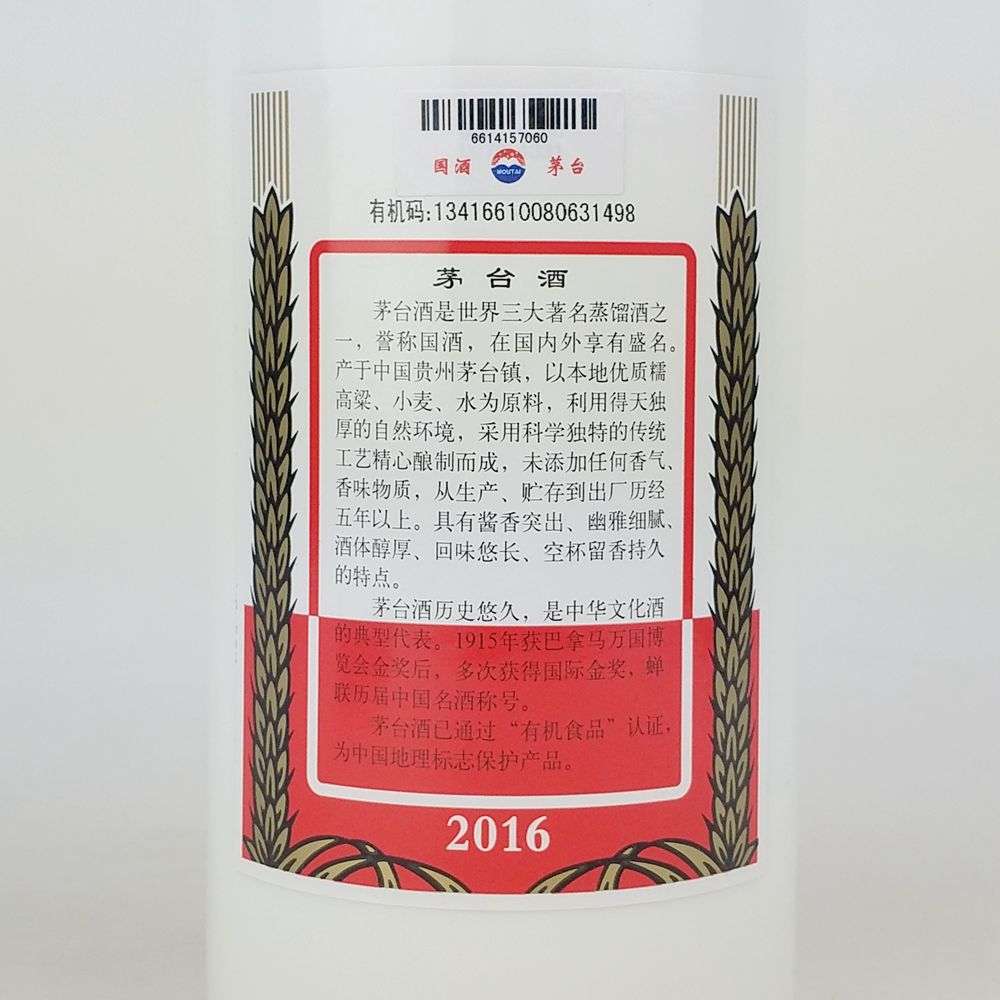 6614157060
国酒 MOUTAI 茅台
有机码:13416610080631498
茅台酒
茅台酒是世界三大著名蒸馏酒之
一，誉称国酒，在国内外享有盛名。
产于中国贵州茅台镇，以本地优质糯
高粱、小麦、水为原料，利用得天独
厚的自然环境，采用科学独特的传统
工艺精心酿制而成，未添加任何香气、
香味物质，从生产、贮存到出厂历经
五年以上。具有酱香突出、幽雅细腻、
酒体醇厚、回味悠长、空杯留香持久
的特点。
茅台酒历史悠久，是中华文化酒
的典型代表。1915年获巴拿马万国博
览会金奖后，多次获得国际金奖，蝉
联历届中国名酒称号。
茅台酒已通过“有机食品”认证，
为中国地理标志保护产品。
2016